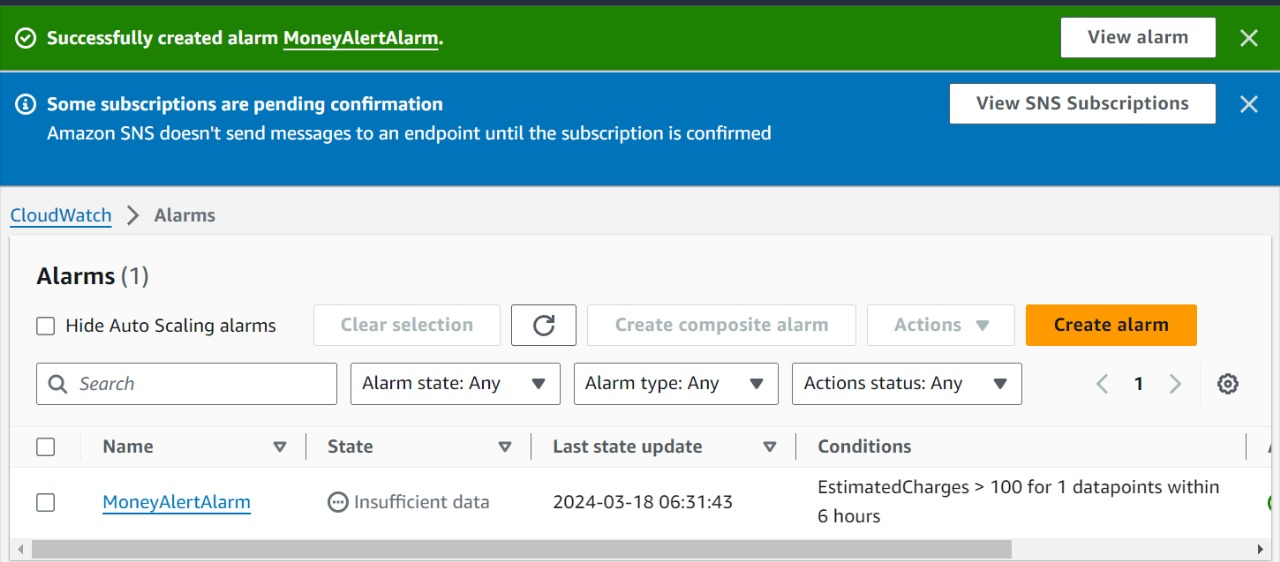 Successfully created alarm MoneyAlertAlarm.
View alarm
Some subscriptions are pending confirmation
Amazon SNS doesn't send messages to an endpoint until the subscription is confirmed
View SNS Subscriptions
CloudWatch
Alarms
Alarms (1)
Hide Auto Scaling alarms
Clear selection
Create composite alarm
Actions
Create alarm
Search
Alarm state: Any
Alarm type: Any
Actions status: Any
1
Name
State
Last state update
Conditions
MoneyAlertAlarm
Insufficient data
2024-03-18 06:31:43
EstimatedCharges > 100 for 1 datapoints within
6 hours